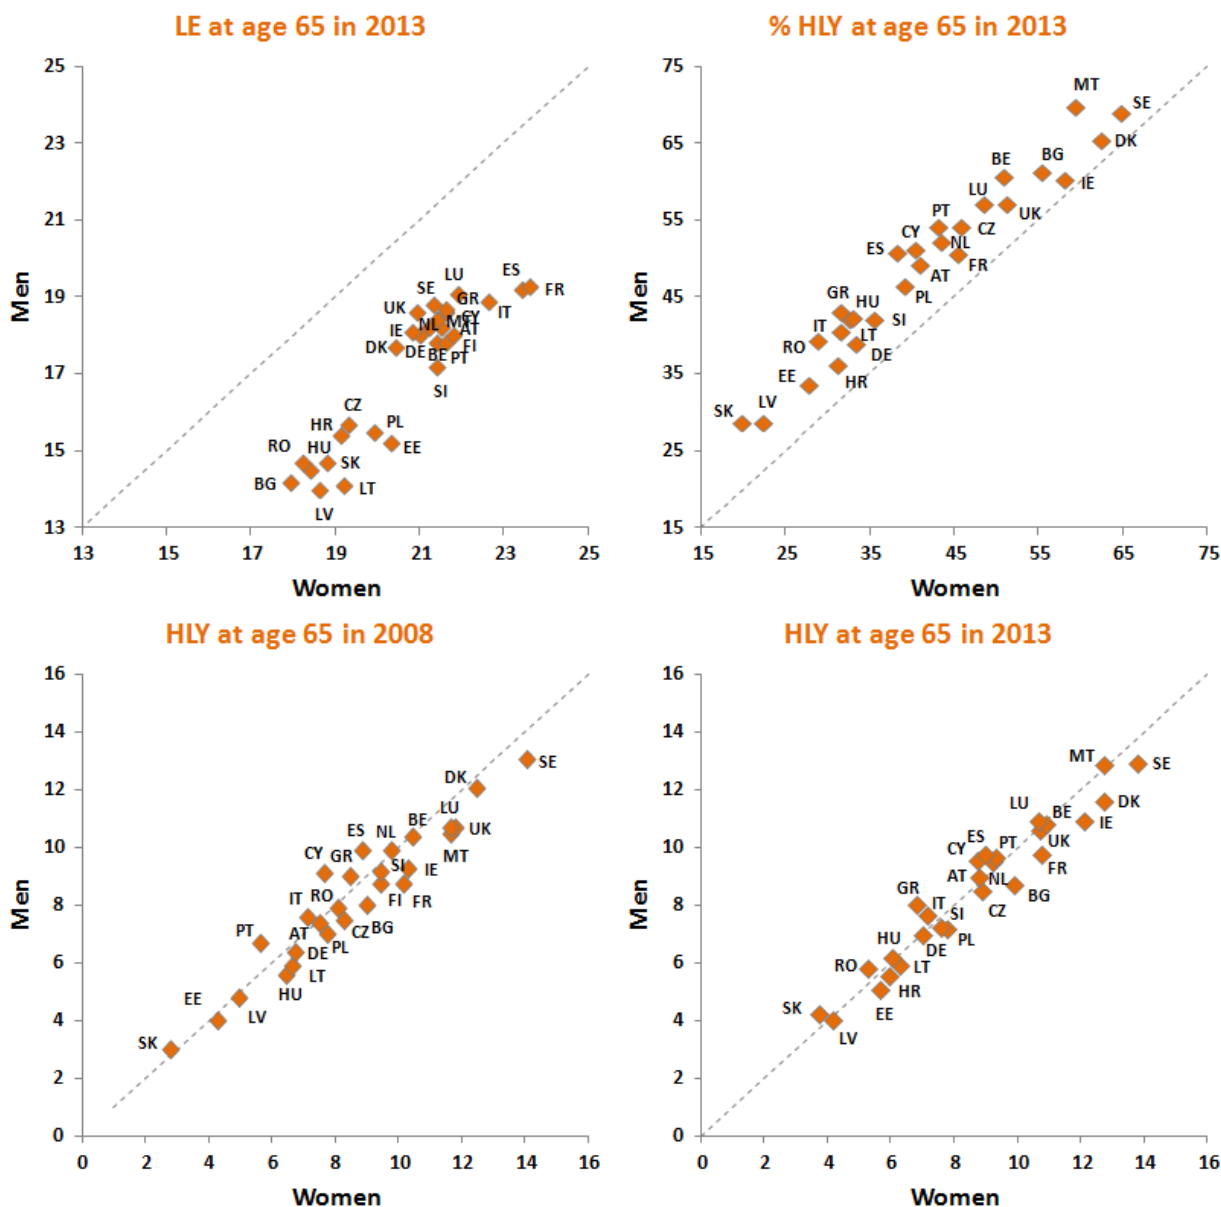 LE at age 65 in 2013
25
23
21
19
17
15
13
Men
LU
ES
SE
GR
FR
UK
IT
CY
NL
MT
IE
AT
DK
DE
BE
FI
PT
SI
CZ
HR
PL
EE
RO
HU
SK
BG
LT
LV
13 15 17 19 21 23 25
Women
% HLY at age 65 in 2013
75
65
55
45
35
25
15
Men
MT
SE
DK
BE
BG
IE
LU
UK
PT
CZ
CY
NL
ES
FR
AT
PL
GR
HU
IT
SI
LT
RO
DE
EE
HR
SK
LV
15 25 35 45 55 65 75
Women
HLY at age 65 in 2008
16
14
12
10
8
6
4
2
0
Men
SE
DK
LU
BE
UK
ES
NL
MT
CY
GR
SI
IE
IT
RO
FI
FR
PT
AT
CZ
BG
PL
DE
LT
HU
EE
LV
SK
0 2 4 6 8 10 12 14 16
Women
HLY at age 65 in 2013
16
14
12
10
8
6
4
2
0
Men
MT
SE
LU
BE
DK
IE
ES
PT
UK
CY
FR
AT
NL
BG
GR
IT
SI
CZ
HU
PL
DE
RO
LT
HR
EE
SK
LV
0 2 4 6 8 10 12 14 16
Women